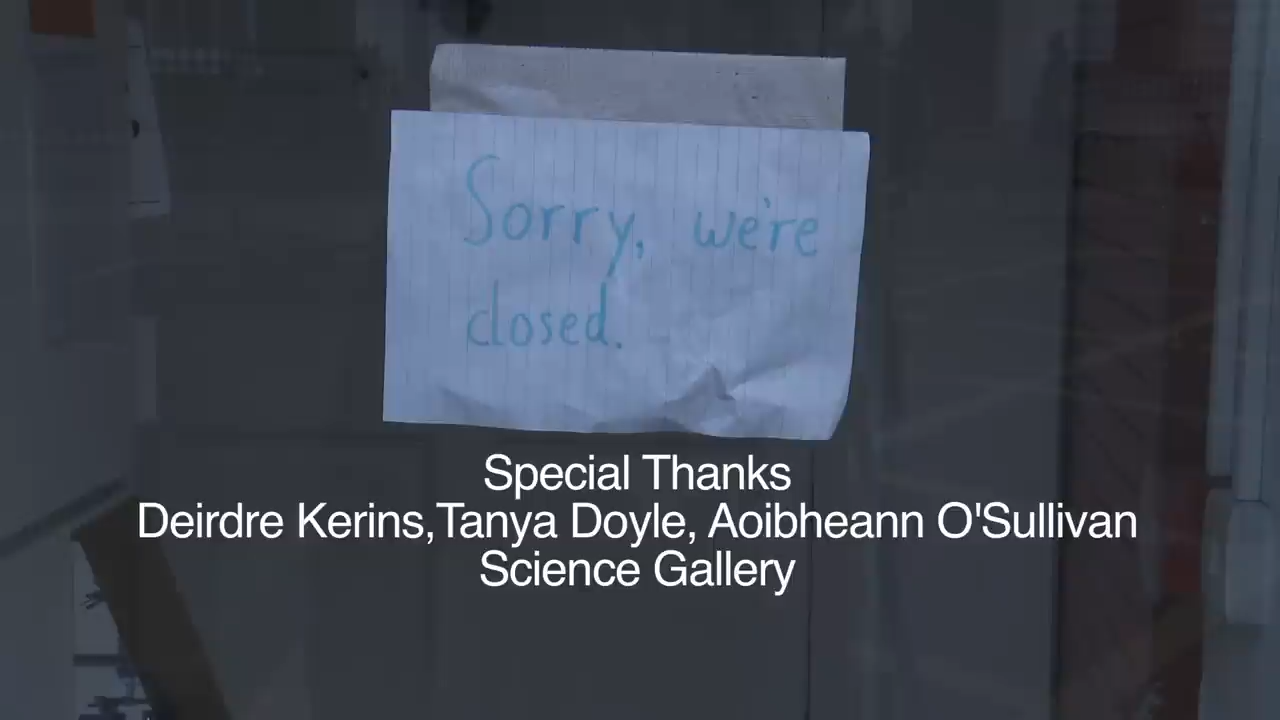 Sorry, we're
closed.
Special Thanks
Deirdre Kerins,Tanya Doyle, Aoibheann O'Sullivan
Science Gallery